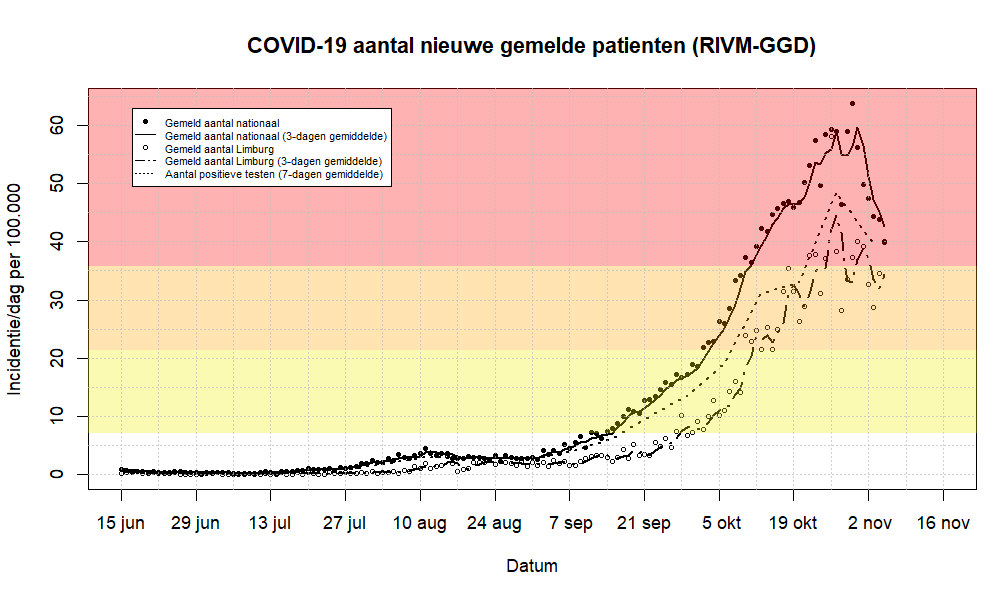 COVID-19 aantal nieuwe gemelde patienten (RIVM-GGD)
Gemeld aantal nationaal
Gemeld aantal nationaal (3-dagen gemiddelde)
Gemeld aantal Limburg
Gemeld aantal Limburg (3-dagen gemiddelde)
Aantal positieve testen (7-dagen gemiddelde)
Incidentie/dag per 100.000
60
50
40
30
20
10
0
15 jun 29 jun 13 jul 27 jul 10 aug 24 aug 7 sep 21 sep 5 okt 19 okt 2 nov 16 nov
Datum